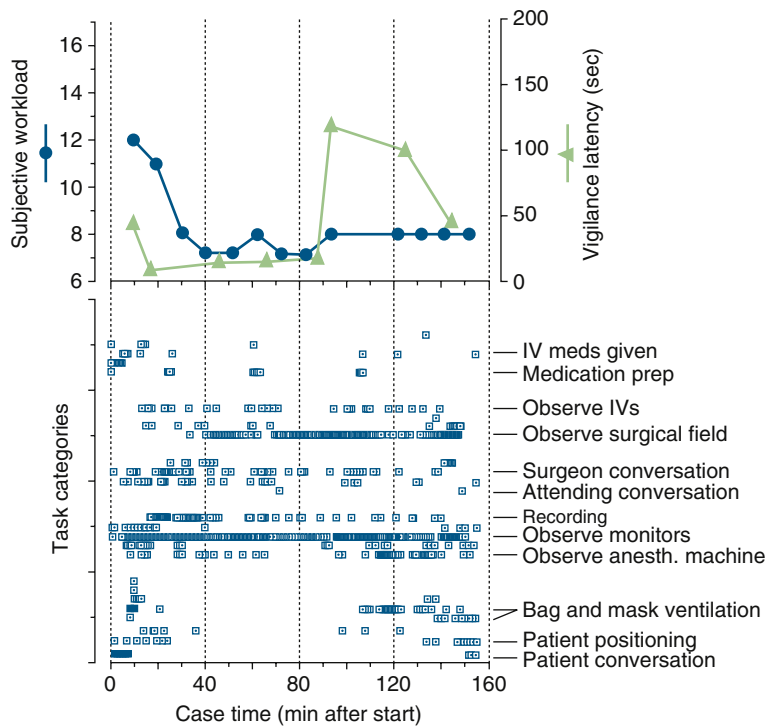 Subjective workload
16
14
12
10
8
6
200
150
100
50
0
Vigilance latency (sec)
Task categories
IV meds given
Medication prep
Observe IVs
Observe surgical field
Surgeon conversation
Attending conversation
Recording
Observe monitors
Observe anesth. machine
Bag and mask ventilation
Patient positioning
Patient conversation
0 40 80 120 160
Case time (min after start)